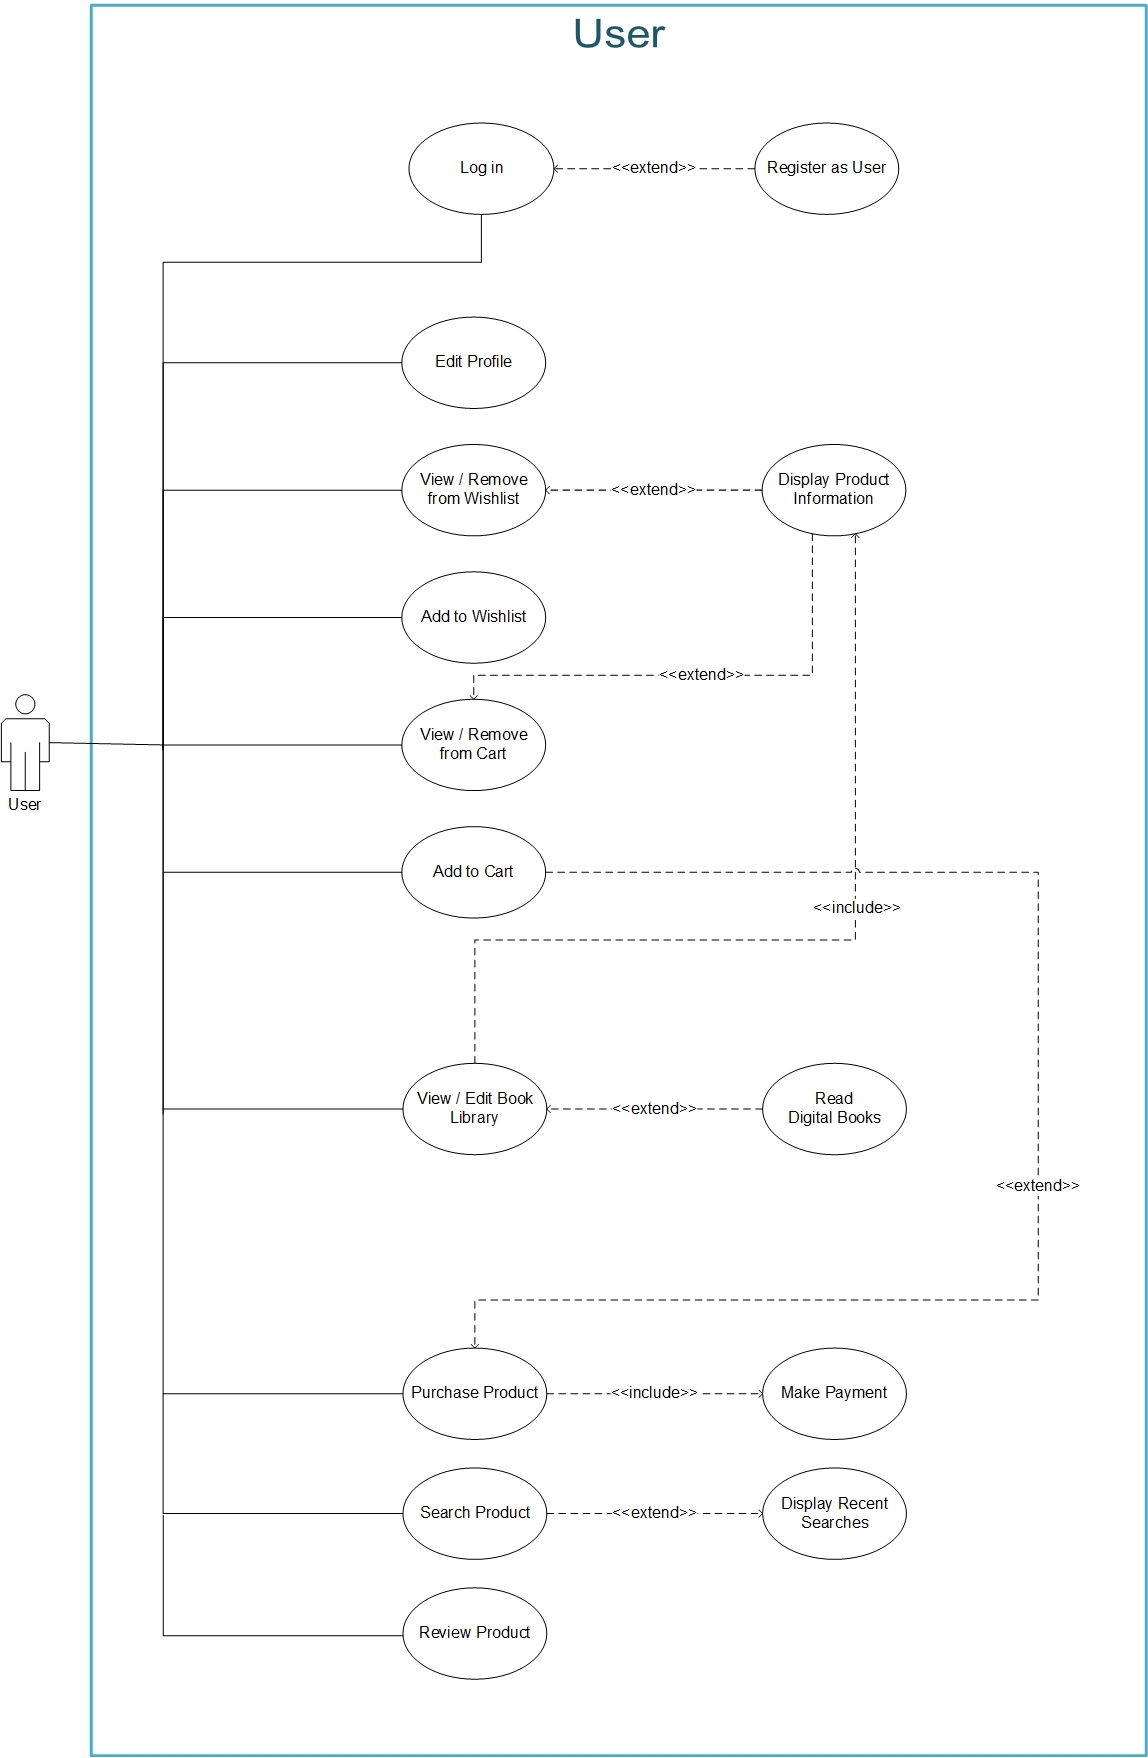 User
Log in
<<extend>>
Register as User
Edit Profile
View / Remove
from Wishlist
<<extend>>
Display Product
Information
Add to Wishlist
<<extend>>
View / Remove
from Cart
User
Add to Cart
<<include>>
View / Edit Book
Library
<<extend>>
Read
Digital Books
<<extend>>
Purchase Product
<<include>>
Make Payment
Search Product
<<extend>>
Display Recent
Searches
Review Product